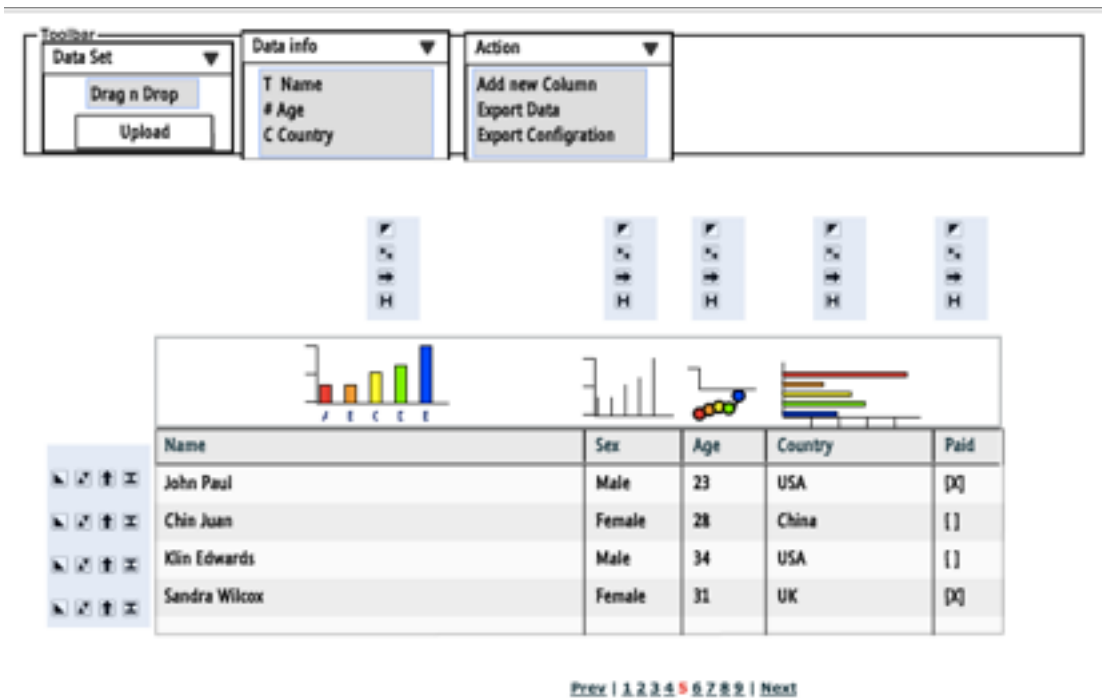 Toolbar
Data Set
Drag n Drop
Upload
Data info
T Name
# Age
C Country
Action
Add new Column
Export Data
Export Configration
H H H H H
A B C E E
Name Sex Age Country Paid
John Paul Male 23 USA [X]
Chin Juan Female 28 China [ ]
Klin Edwards Male 34 USA [ ]
Sandra Wilcox Female 31 UK [X]
Prev | 1 2 3 4 5 6 7 8 9 | Next